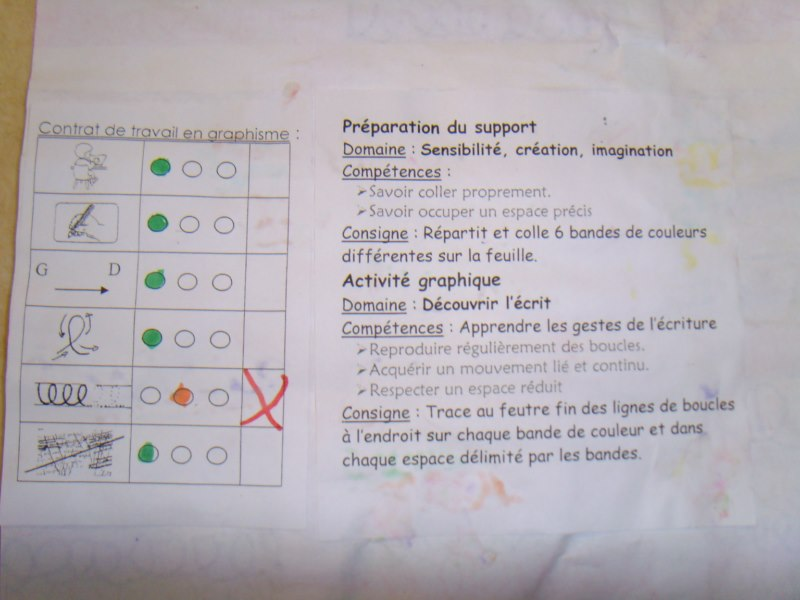 Contrat de travail en graphisme :
G D
Préparation du support
Domaine : Sensibilité, création, imagination
Compétences :
➢Savoir coller proprement.
➢Savoir occuper un espace précis
Consigne : Répartit et colle 6 bandes de couleurs
différentes sur la feuille.
Activité graphique
Domaine : Découvrir l'écrit
Compétences : Apprendre les gestes de l'écriture
➢Reproduire régulièrement des boucles.
➢Acquérir un mouvement lié et continu.
➢Respecter un espace réduit
Consigne : Trace au feutre fin des lignes de boucles
à l'endroit sur chaque bande de couleur et dans
chaque espace délimité par les bandes.